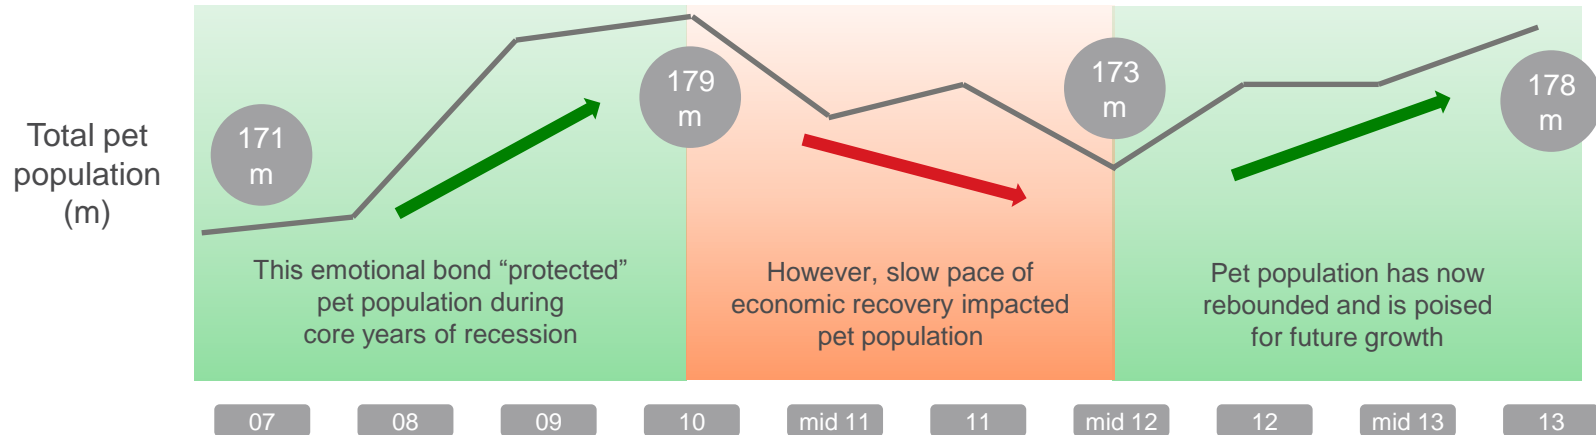 Total pet
population
(m)
171
m
179
m
173
m
178
m
This emotional bond “protected”
pet population during
core years of recession
However, slow pace of
economic recovery impacted
pet population
Pet population has now
rebounded and is poised
for future growth
07
08
09
10
mid 11
11
mid 12
12
mid 13
13